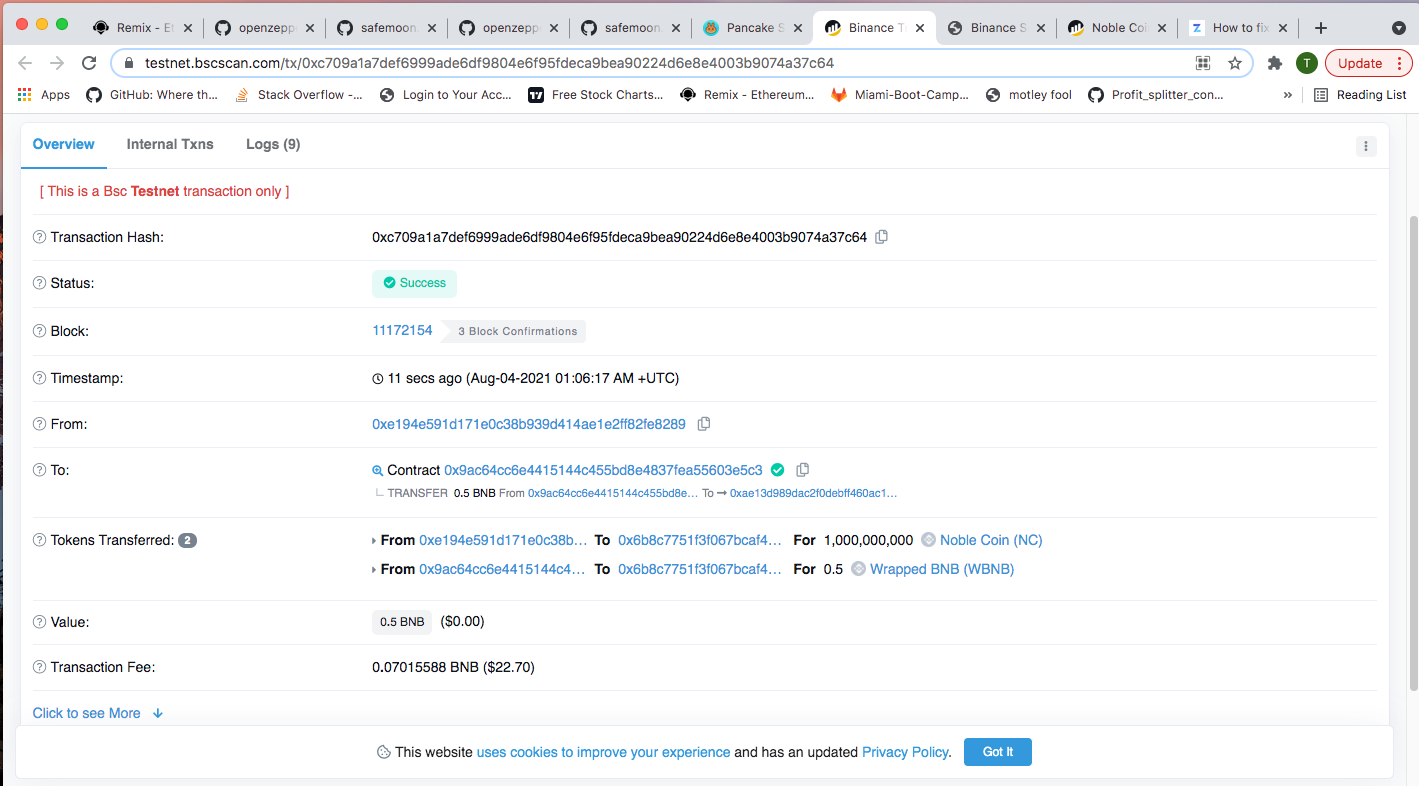 Remix - Et
openzeppe
safemoon.
openzeppe
safemoon.
Pancake S
Binance T
Binance S
Noble Coi
How to fix
testnet.bscscan.com/tx/0xc709a1a7def6999ade6df9804e6f95fdeca9bea90224d6e8e4003b9074a37c64
T
Update
Apps
GitHub: Where th...
Stack Overflow -...
Login to Your Acc...
Free Stock Charts...
Remix - Ethereum...
Miami-Boot-Camp...
motley fool
Profit_splitter_con...
»
Reading List
Overview
Internal Txns
Logs (9)
[ This is a Bsc Testnet transaction only ]
Transaction Hash:
0xc709a1a7def6999ade6df9804e6f95fdeca9bea90224d6e8e4003b9074a37c64
Status:
Success
Block:
11172154
3 Block Confirmations
Timestamp:
11 secs ago (Aug-04-2021 01:06:17 AM +UTC)
From:
0xe194e591d171e0c38b939d414ae1e2ff82fe8289
To:
Contract 0x9ac64cc6e4415144c455bd8e4837fea55603e5c3
TRANSFER 0.5 BNB From 0x9ac64cc6e4415144c455bd8e... To → 0xae13d989dac2f0debff460ac1...
Tokens Transferred: 2
From 0xe194e591d171e0c38b... To 0x6b8c7751f3f067bcaf4... For 1,000,000,000 Noble Coin (NC)
From 0x9ac64cc6e4415144c4... To 0x6b8c7751f3f067bcaf4... For 0.5 Wrapped BNB (WBNB)
Value:
0.5 BNB ($0.00)
Transaction Fee:
0.07015588 BNB ($22.70)
Click to see More ↓
This website uses cookies to improve your experience and has an updated Privacy Policy.
Got It